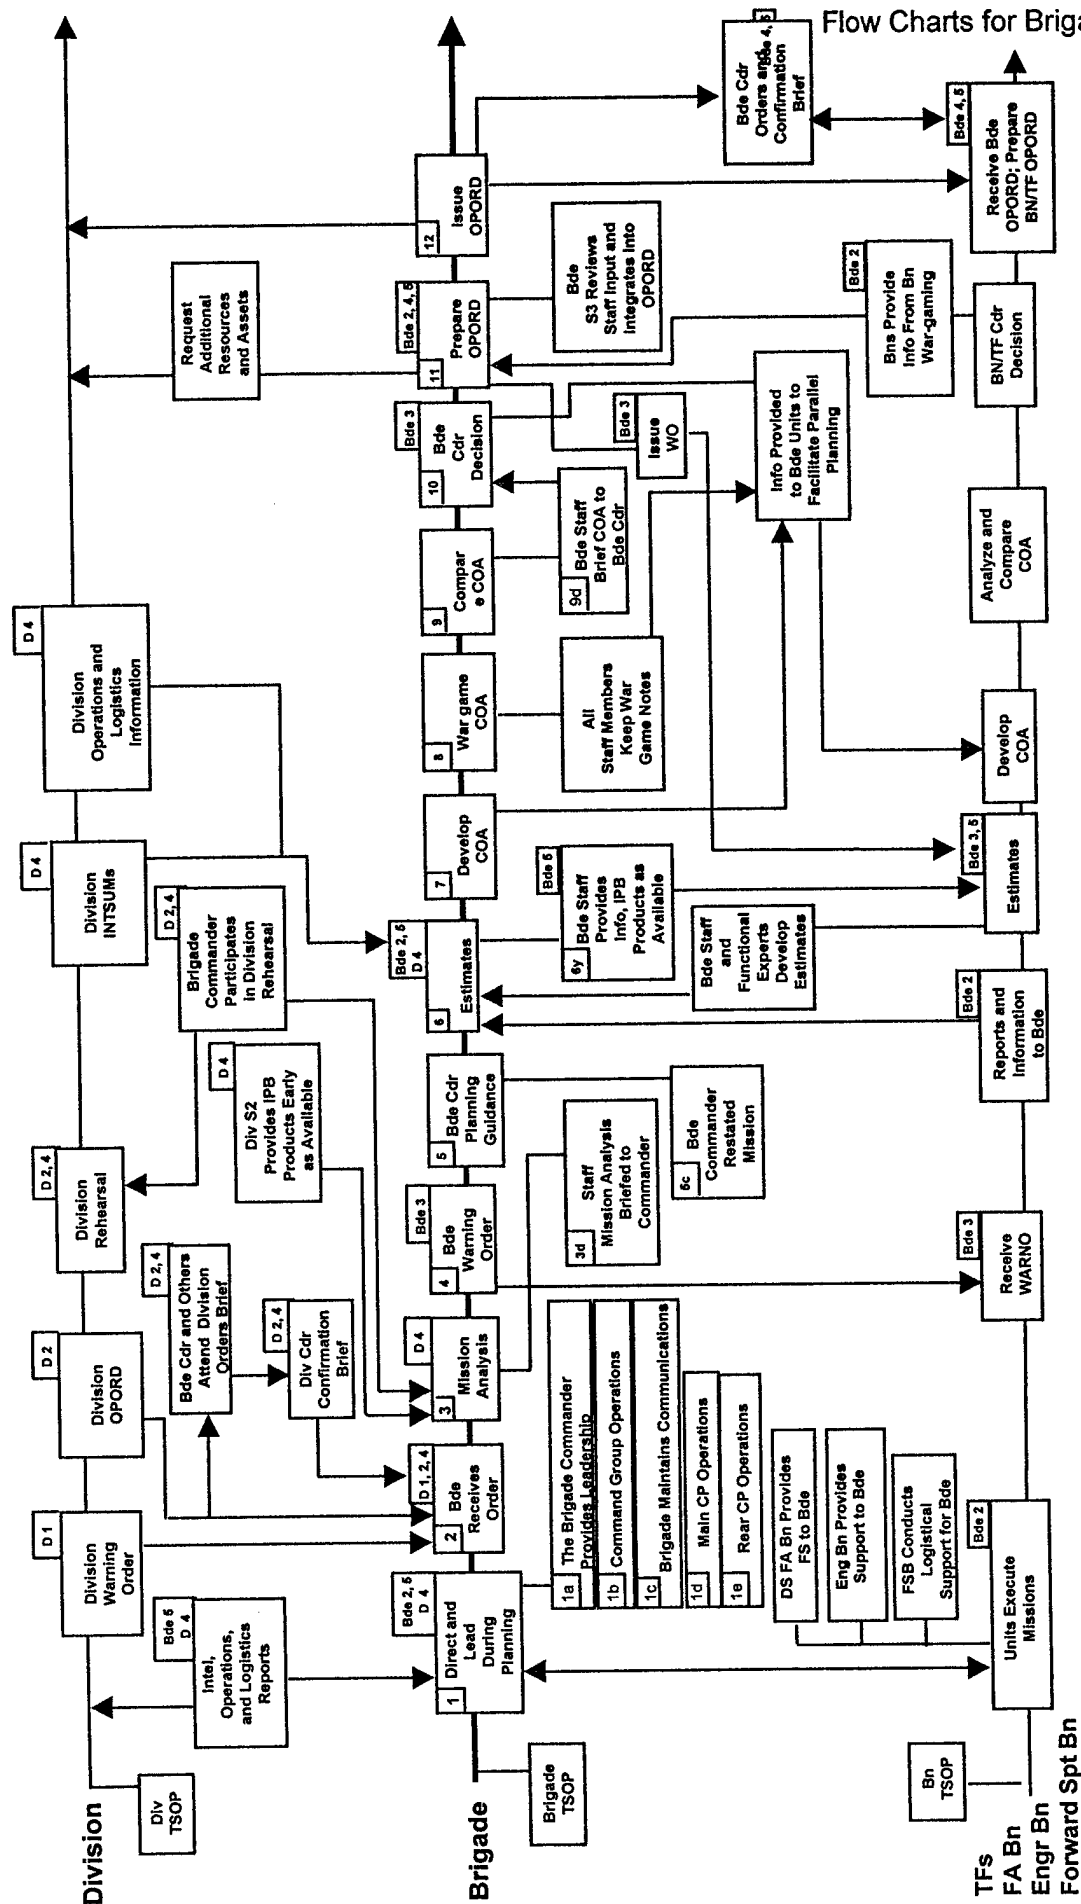 Flow Charts for Briga
Division
Div
TSOP
Bde 5
D 4
Intel,
Operations,
and Logistics
Reports
D 1
Division
Warning
Order
D 2
Division
OPORD
D 2, 4
Bde Cdr and Others
Attend Division
Orders Brief
D 2, 4
Div Cdr
Confirmation
Brief
D 2, 4
Division
Rehearsal
D 4
Div S2
Provides IPB
Products Early
as Available
D 2, 4
Brigade
Commander
Participates
in Division
Rehearsal
D 4
Division
INTSUMs
D 4
Division
Operations and
Logistics
Information
Request
Additional
Resources
and Assets
Brigade
Brigade
TSOP
Bde 2, 5
D 4
1
Direct and
Lead During
Planning
D 1, 2, 4
2
Bde
Receives
Order
D 4
3
Mission
Analysis
Bde 3
4
Bde
Warning
Order
5
Bde Cdr
Planning
Guidance
Bde 2, 5
D 4
6
Estimates
7
Develop
COA
8
War game
COA
9
Compar
e COA
Bde 3
10
Bde
Cdr
Decision
Bde 2, 4, 5
11
Prepare
OPORD
12
Issue
OPORD
1a
The Brigade Commander
Provides Leadership
1b
Command Group Operations
1c
Brigade Maintains Communications
1d
Main CP Operations
1e
Rear CP Operations
DS FA Bn Provides
FS to Bde
Eng Bn Provides
Support to Bde
FSB Conducts
Logistical
Support for Bde
3d
Staff
Mission Analysis
Briefed to
Commander
5c
Bde
Commander
Restated
Mission
Bde 5
6y
Bde Staff
Provides
Info, IPB
Products as
Available
Bde Staff
and
Functional
Experts
Develop
Estimates
All
Staff Members
Keep War
Game Notes
9d
Bde Staff
Brief COA to
Bde Cdr
Bde 3
Issue
WO
Info Provided
to Bde Units to
Facilitate Parallel
Planning
Bde
S3 Reviews
Staff Input and
Integrates Into
OPORD
Bde 4, 5
Bde Cdr
Orders and
Confirmation
Brief
TFs
FA Bn
Engr Bn
Forward Spt Bn
Bn
TSOP
Bde 2
Units Execute
Missions
Bde 3
Receive
WARNO
Bde 2
Reports and
Information
to Bde
Bde 3, 5
Estimates
Develop
COA
Analyze and
Compare
COA
BN/TF Cdr
Decision
Bde 2
Bns Provide
Info From Bn
War-gaming
Bde 4, 5
Receive Bde
OPORD; Prepare
BN/TF OPORD